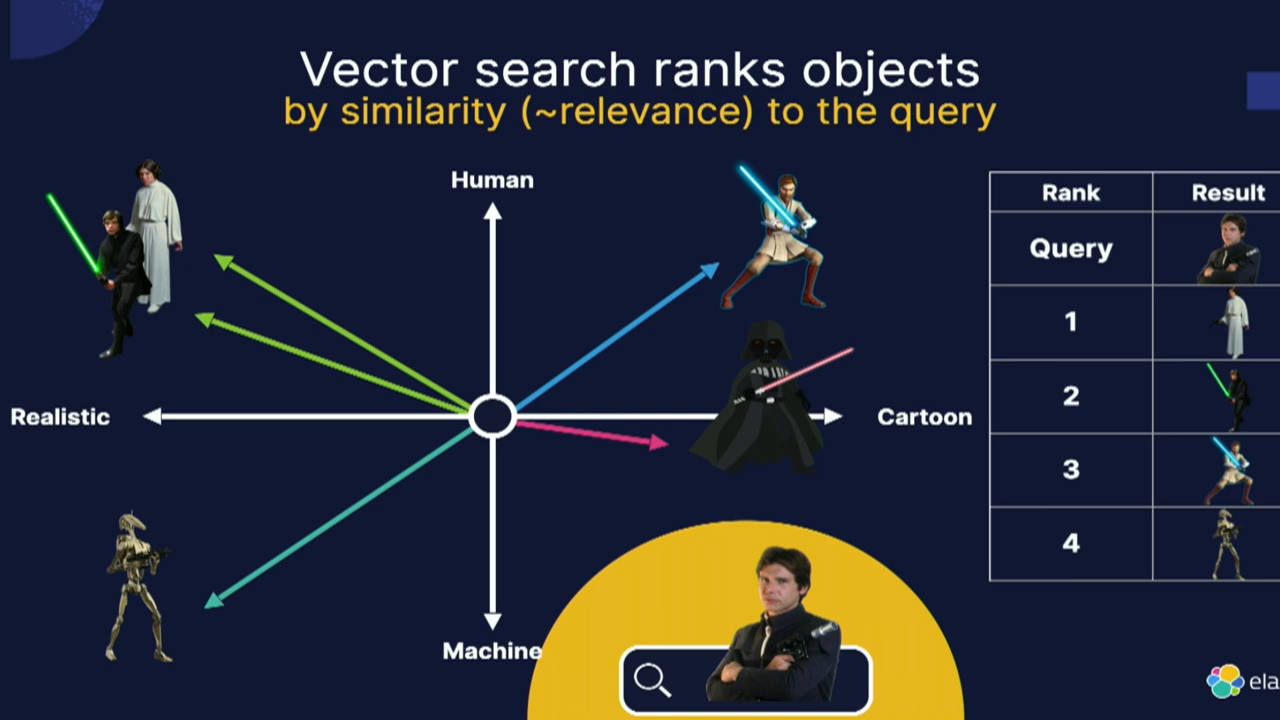 Vector search ranks objects
by similarity (~relevance) to the query
Human
Realistic
Cartoon
Machine
Rank Result
Query
1
2
3
4
ela